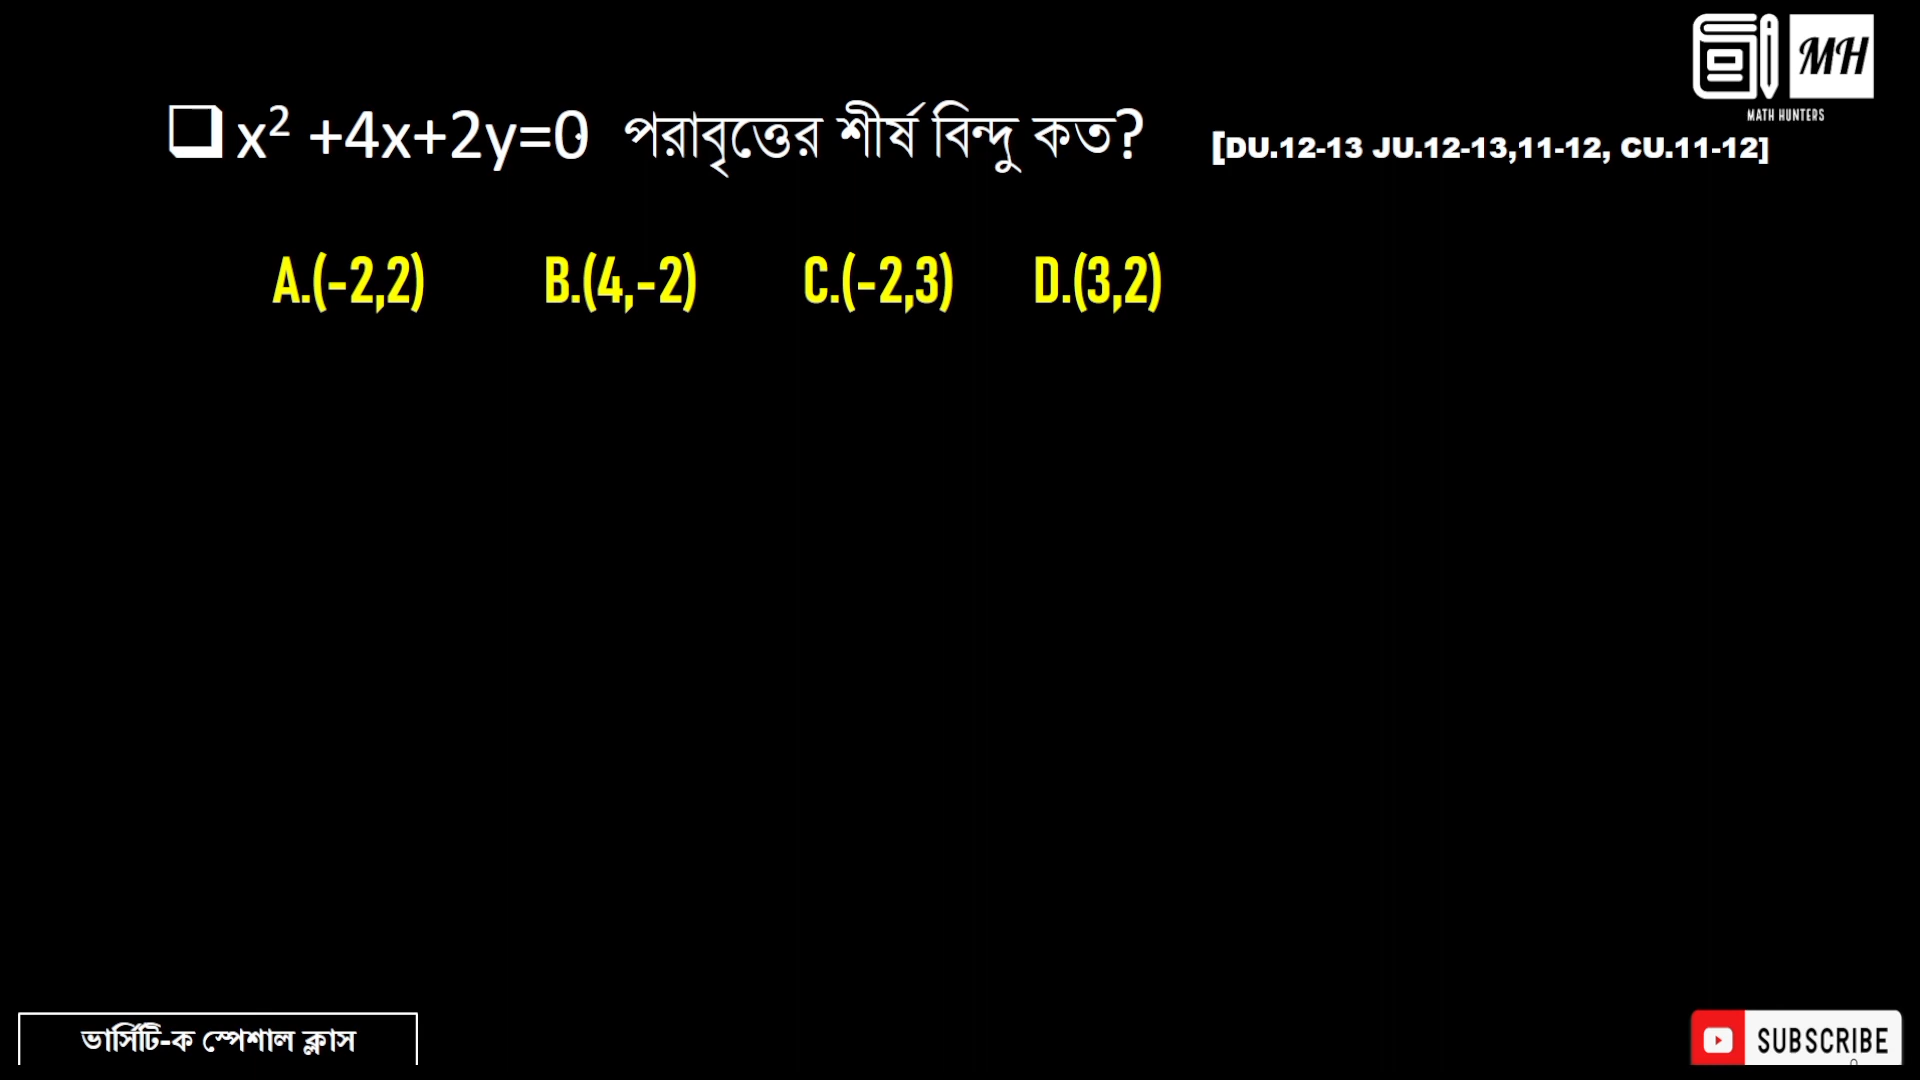 MH
MATH HUNTERS
x² +4x+2y=0 পরাবৃত্তের শীর্ষ বিন্দু কত? [DU.12-13 JU.12-13,11-12, CU.11-12]
A.(-2,2) B.(4,-2) C.(-2,3) D.(3,2)
ভার্সিটি-ক স্পেশাল ক্লাস
SUBSCRIBE